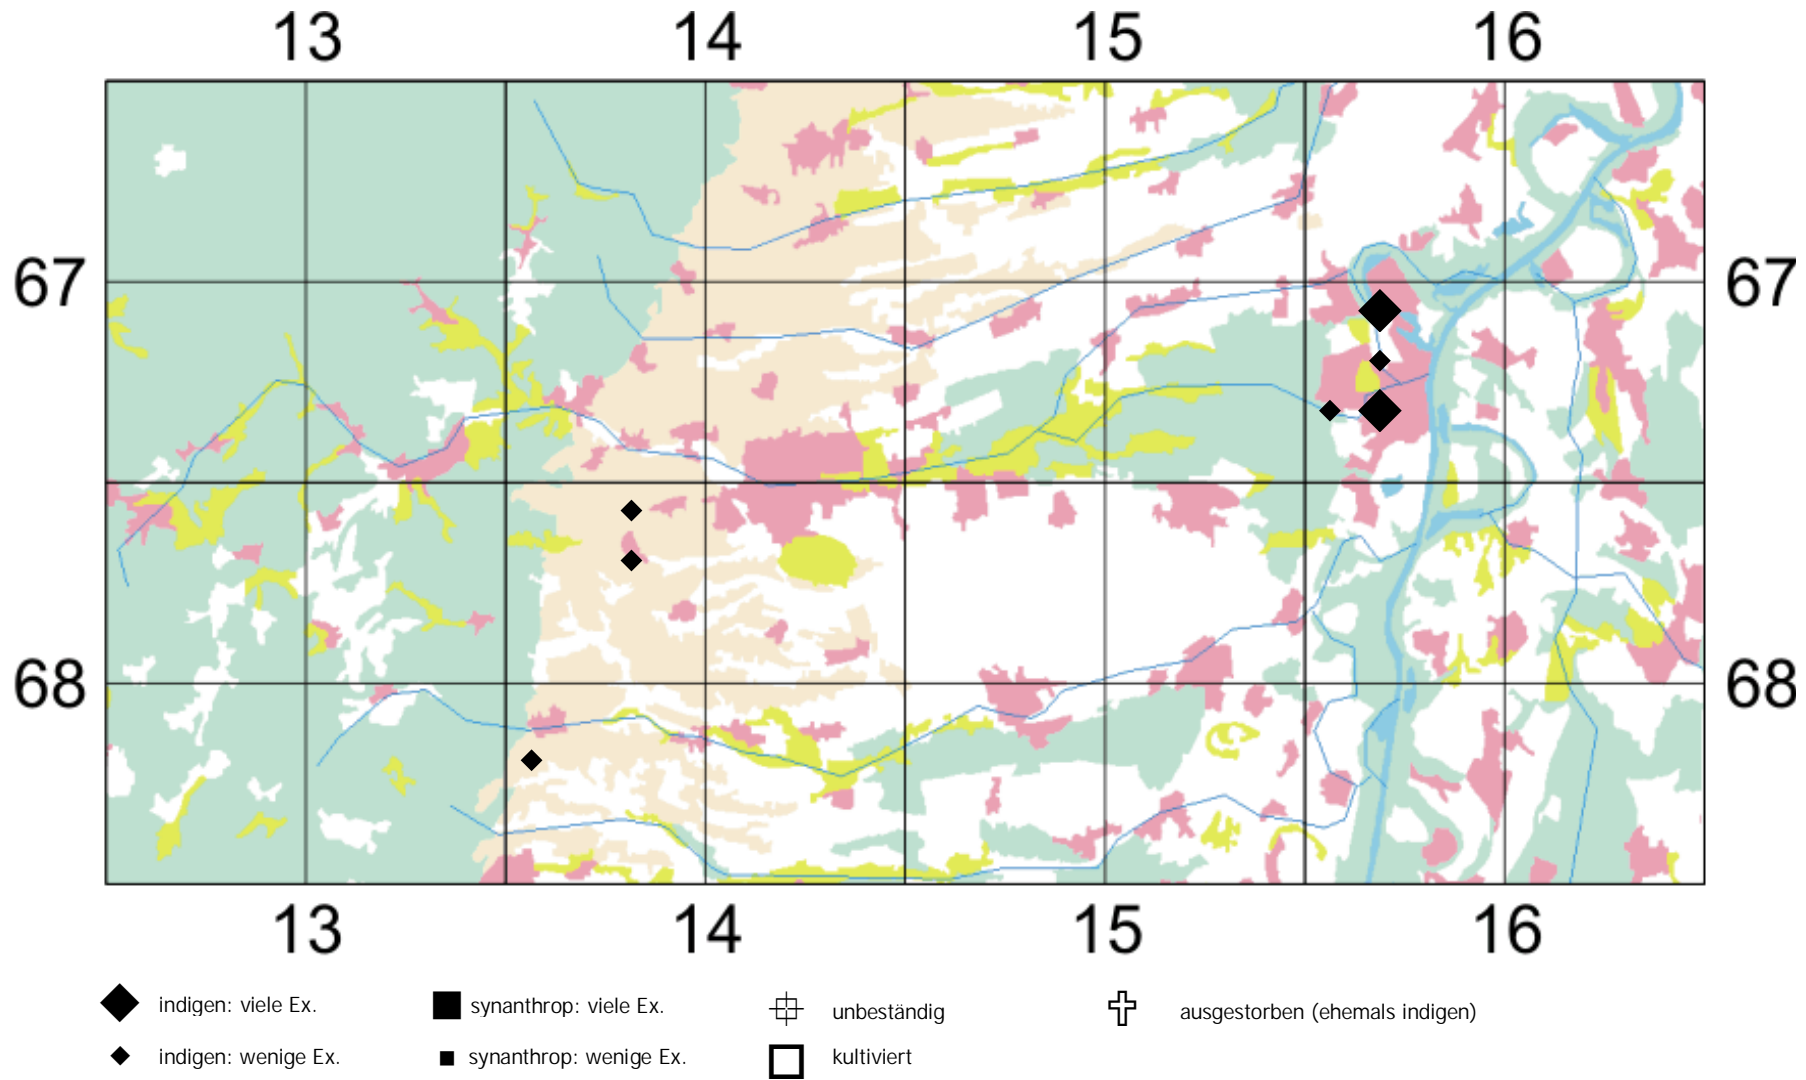 13 14 15 16
67 67
68 68
13 14 15 16
indigen: viele Ex. synanthrop: viele Ex. unbeständig ausgestorben (ehemals indigen)
indigen: wenige Ex. synanthrop: wenige Ex. kultiviert